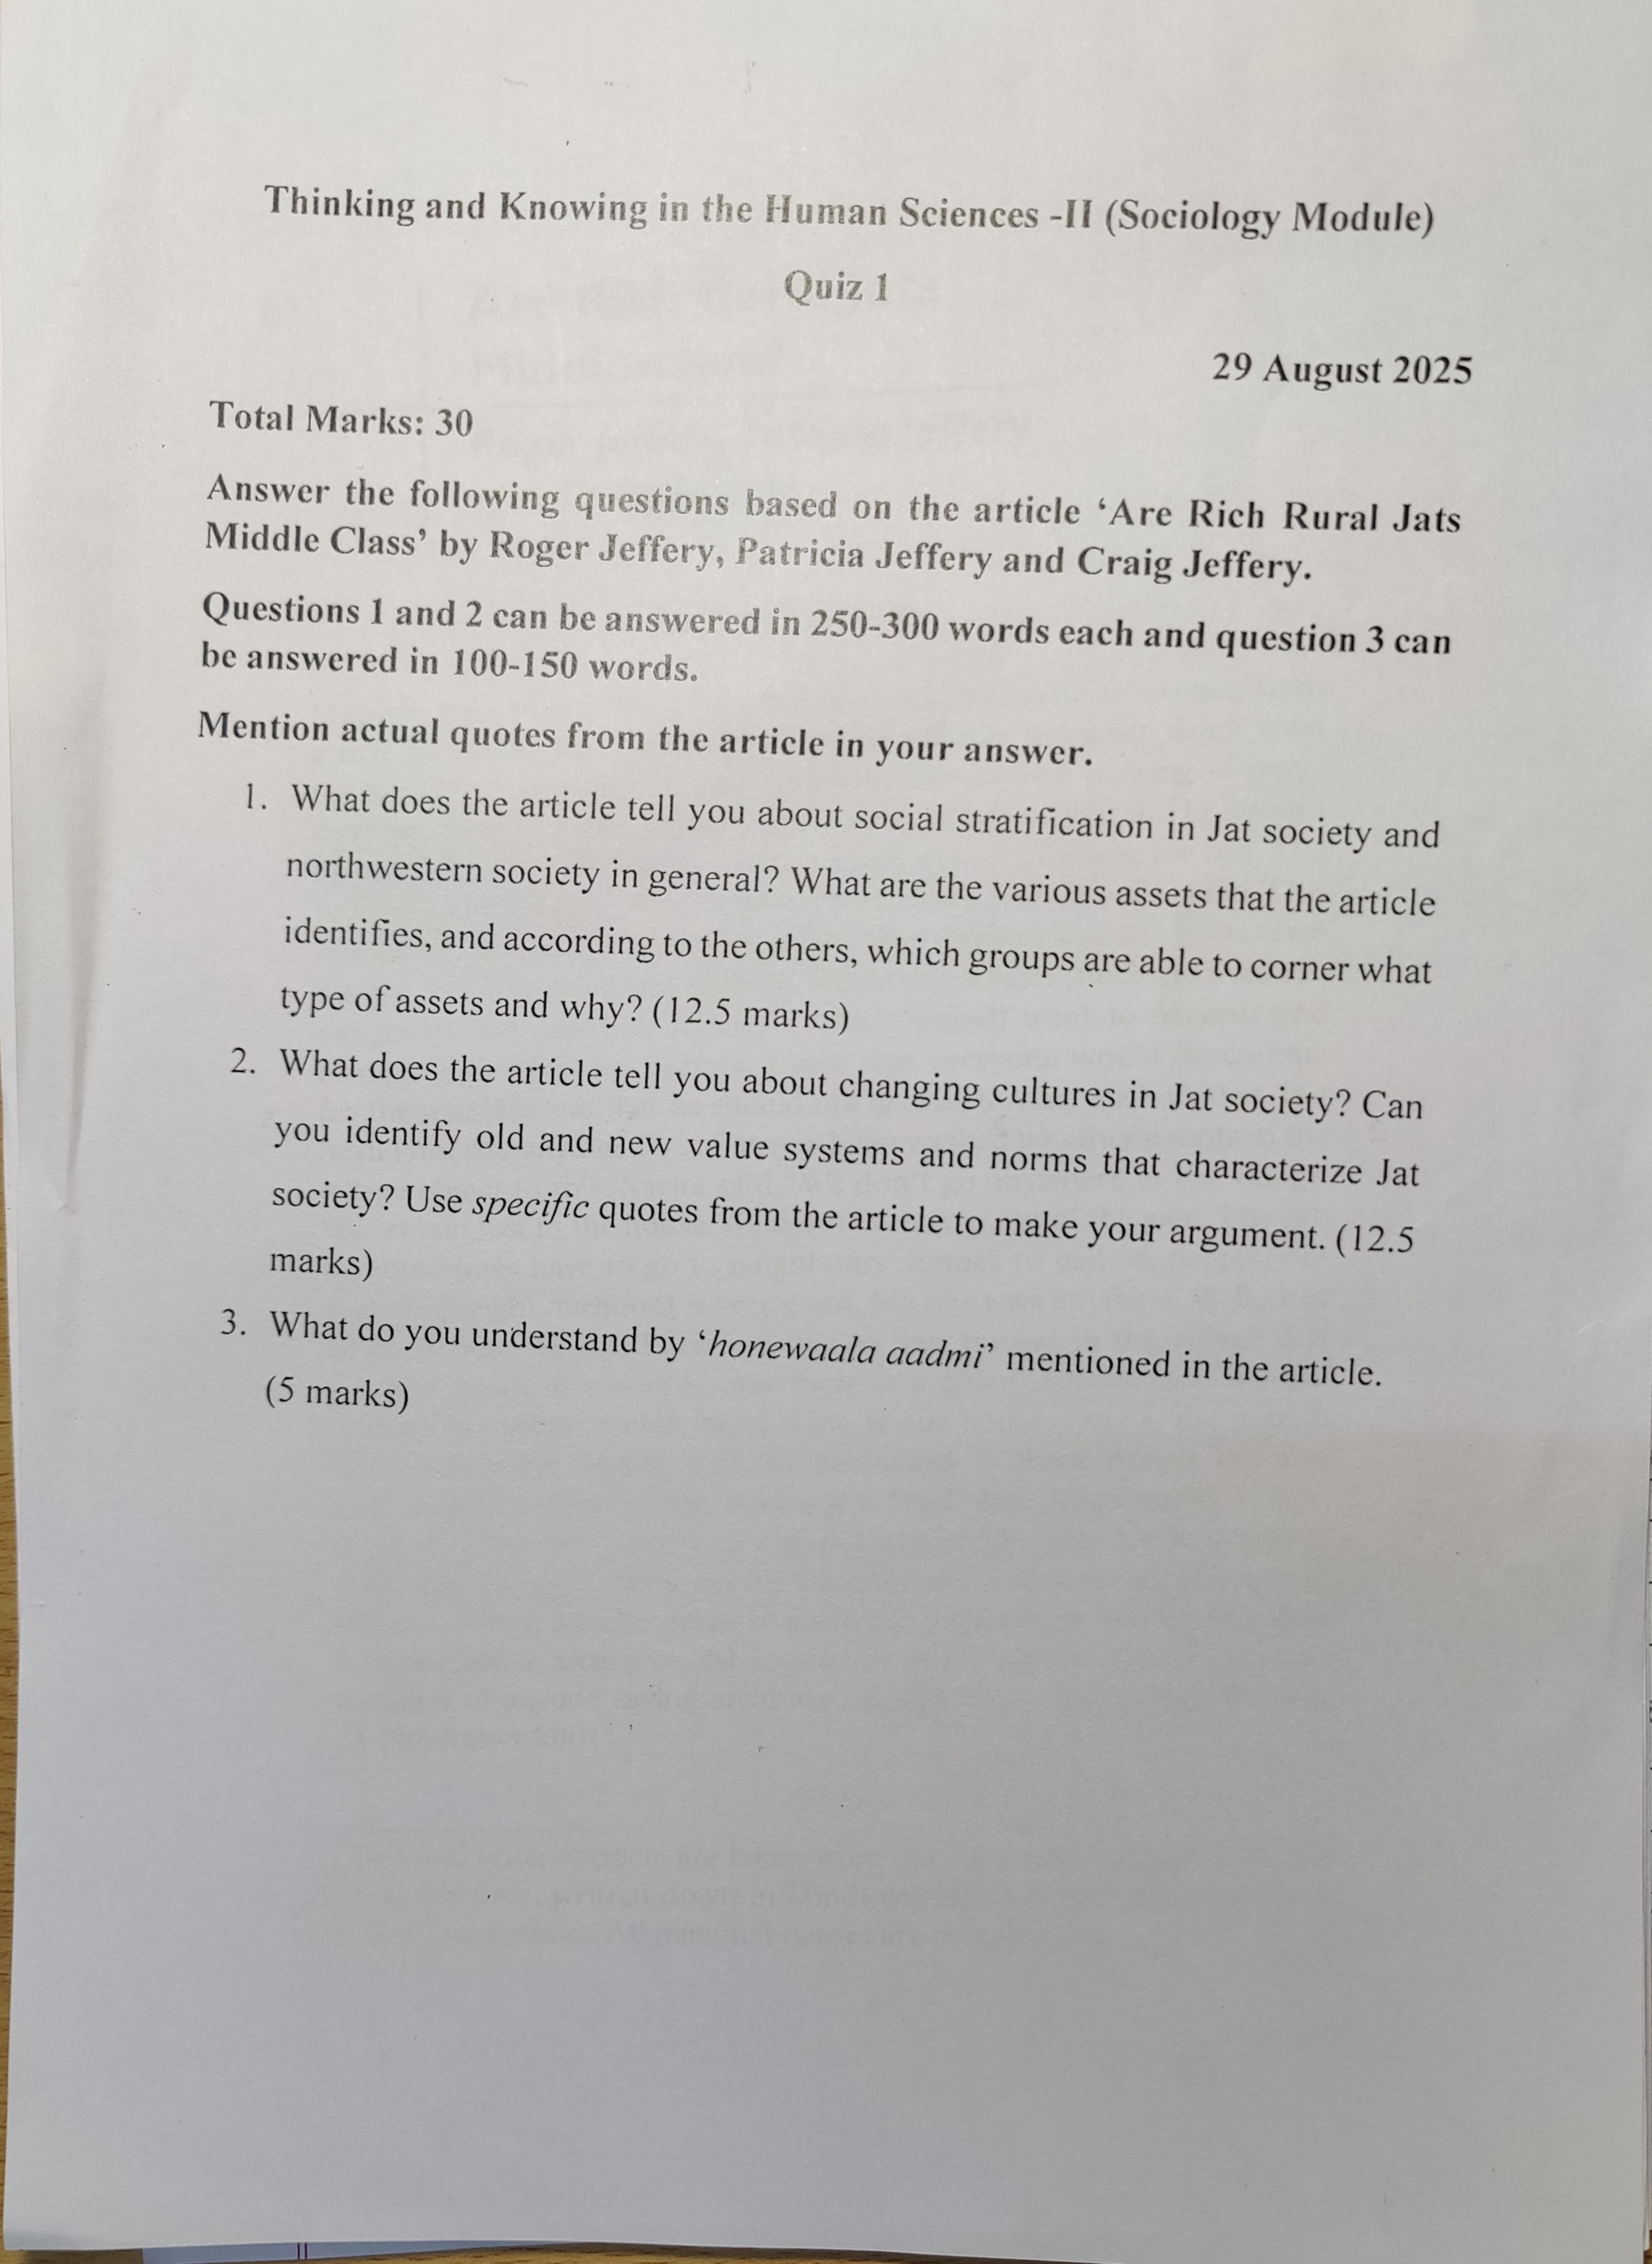 Thinking and Knowing in the Human Sciences -II (Sociology Module)
Quiz 1
29 August 2025
Total Marks: 30
Answer the following questions based on the article ‘Are Rich Rural Jats
Middle Class’ by Roger Jeffery, Patricia Jeffery and Craig Jeffery.
Questions 1 and 2 can be answered in 250-300 words each and question 3 can
be answered in 100-150 words.
Mention actual quotes from the article in your answer.
1. What does the article tell you about social stratification in Jat society and
northwestern society in general? What are the various assets that the article
identifies, and according to the others, which groups are able to corner what
type of assets and why? (12.5 marks)
2. What does the article tell you about changing cultures in Jat society? Can
you identify old and new value systems and norms that characterize Jat
society? Use specific quotes from the article to make your argument. (12.5
marks)
3. What do you understand by ‘honewaala aadmi’ mentioned in the article.
(5 marks)